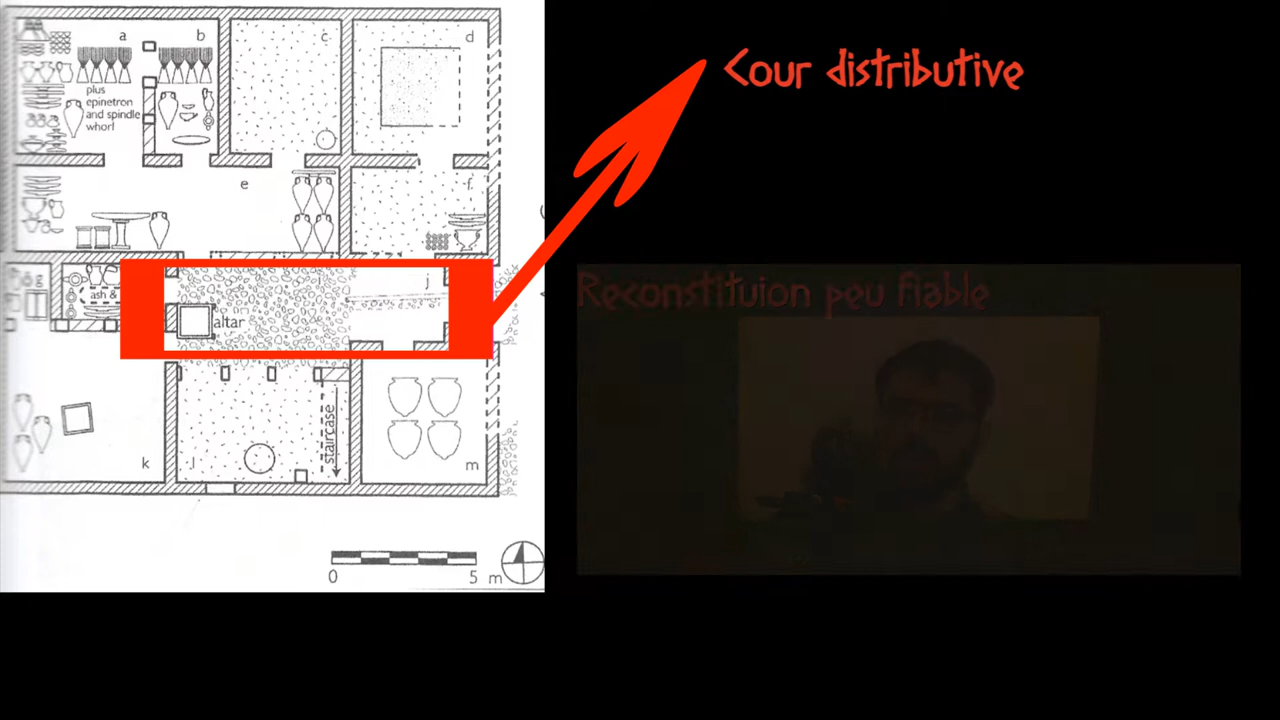 a
b
c
d
plus
epinetron
and spindle
whorl
e
f
ash &
i
j
altar
staircase
k
l
m
0
5 m
Cour distributive
Reconstituion peu fiable